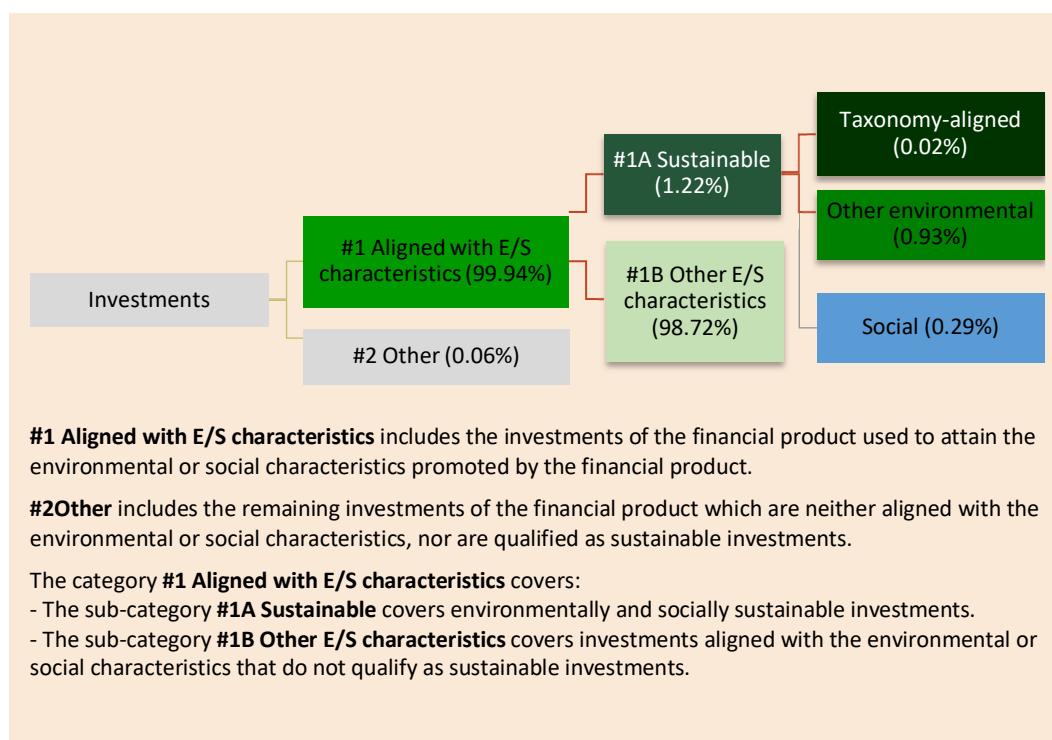 Taxonomy-aligned
(0.02%)
#1A Sustainable
(1.22%)
Other environmental
(0.93%)
#1 Aligned with E/S
characteristics (99.94%)
#1B Other E/S
characteristics
(98.72%)
Investments
Social (0.29%)
#2 Other (0.06%)
#1 Aligned with E/S characteristics includes the investments of the financial product used to attain the
environmental or social characteristics promoted by the financial product.
#2Other includes the remaining investments of the financial product which are neither aligned with the
environmental or social characteristics, nor are qualified as sustainable investments.
The category #1 Aligned with E/S characteristics covers:
- The sub-category #1A Sustainable covers environmentally and socially sustainable investments.
- The sub-category #1B Other E/S characteristics covers investments aligned with the environmental or
social characteristics that do not qualify as sustainable investments.